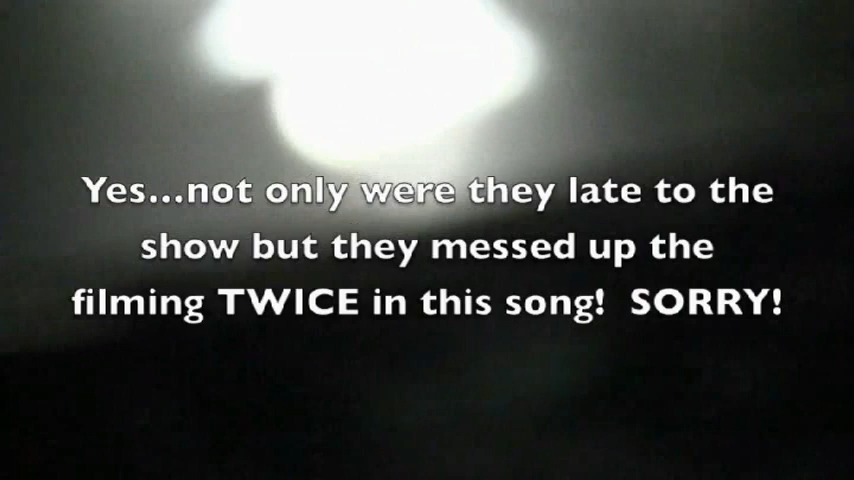 Yes...not only were they late to the
show but they messed up the
filming TWICE in this song!  SORRY!